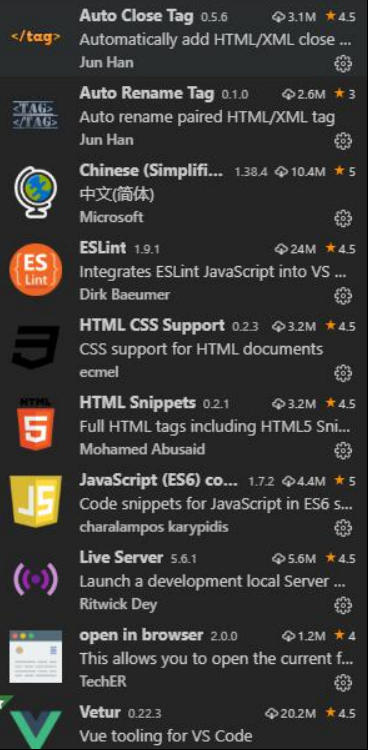 </tag>
Auto Close Tag 0.5.6 3.1M ★ 4.5
Automatically add HTML/XML close ...
Jun Han
<TAG>
</TAG>
Auto Rename Tag 0.1.0 2.6M ★ 3
Auto rename paired HTML/XML tag
Jun Han
Chinese (Simplifi... 1.38.4 10.4M ★ 5
中文(简体)
Microsoft
ES
Lint
ESLint 1.9.1 24M ★ 4.5
Integrates ESLint JavaScript into VS ...
Dirk Baeumer
HTML CSS Support 0.2.3 3.2M ★ 4.5
CSS support for HTML documents
ecmel
HTML
5
HTML Snippets 0.2.1 3.2M ★ 4.5
Full HTML tags including HTML5 Sni...
Mohamed Abusaid
JS
JavaScript (ES6) co... 1.7.2 4.4M ★ 5
Code snippets for JavaScript in ES6 s...
charalampos karypidis
Live Server 5.6.1 5.6M ★ 4.5
Launch a development local Server ...
Ritwick Dey
open in browser 2.0.0 1.2M ★ 4
This allows you to open the current f...
TechER
Vetur 0.22.3 20.2M ★ 4.5
Vue tooling for VS Code